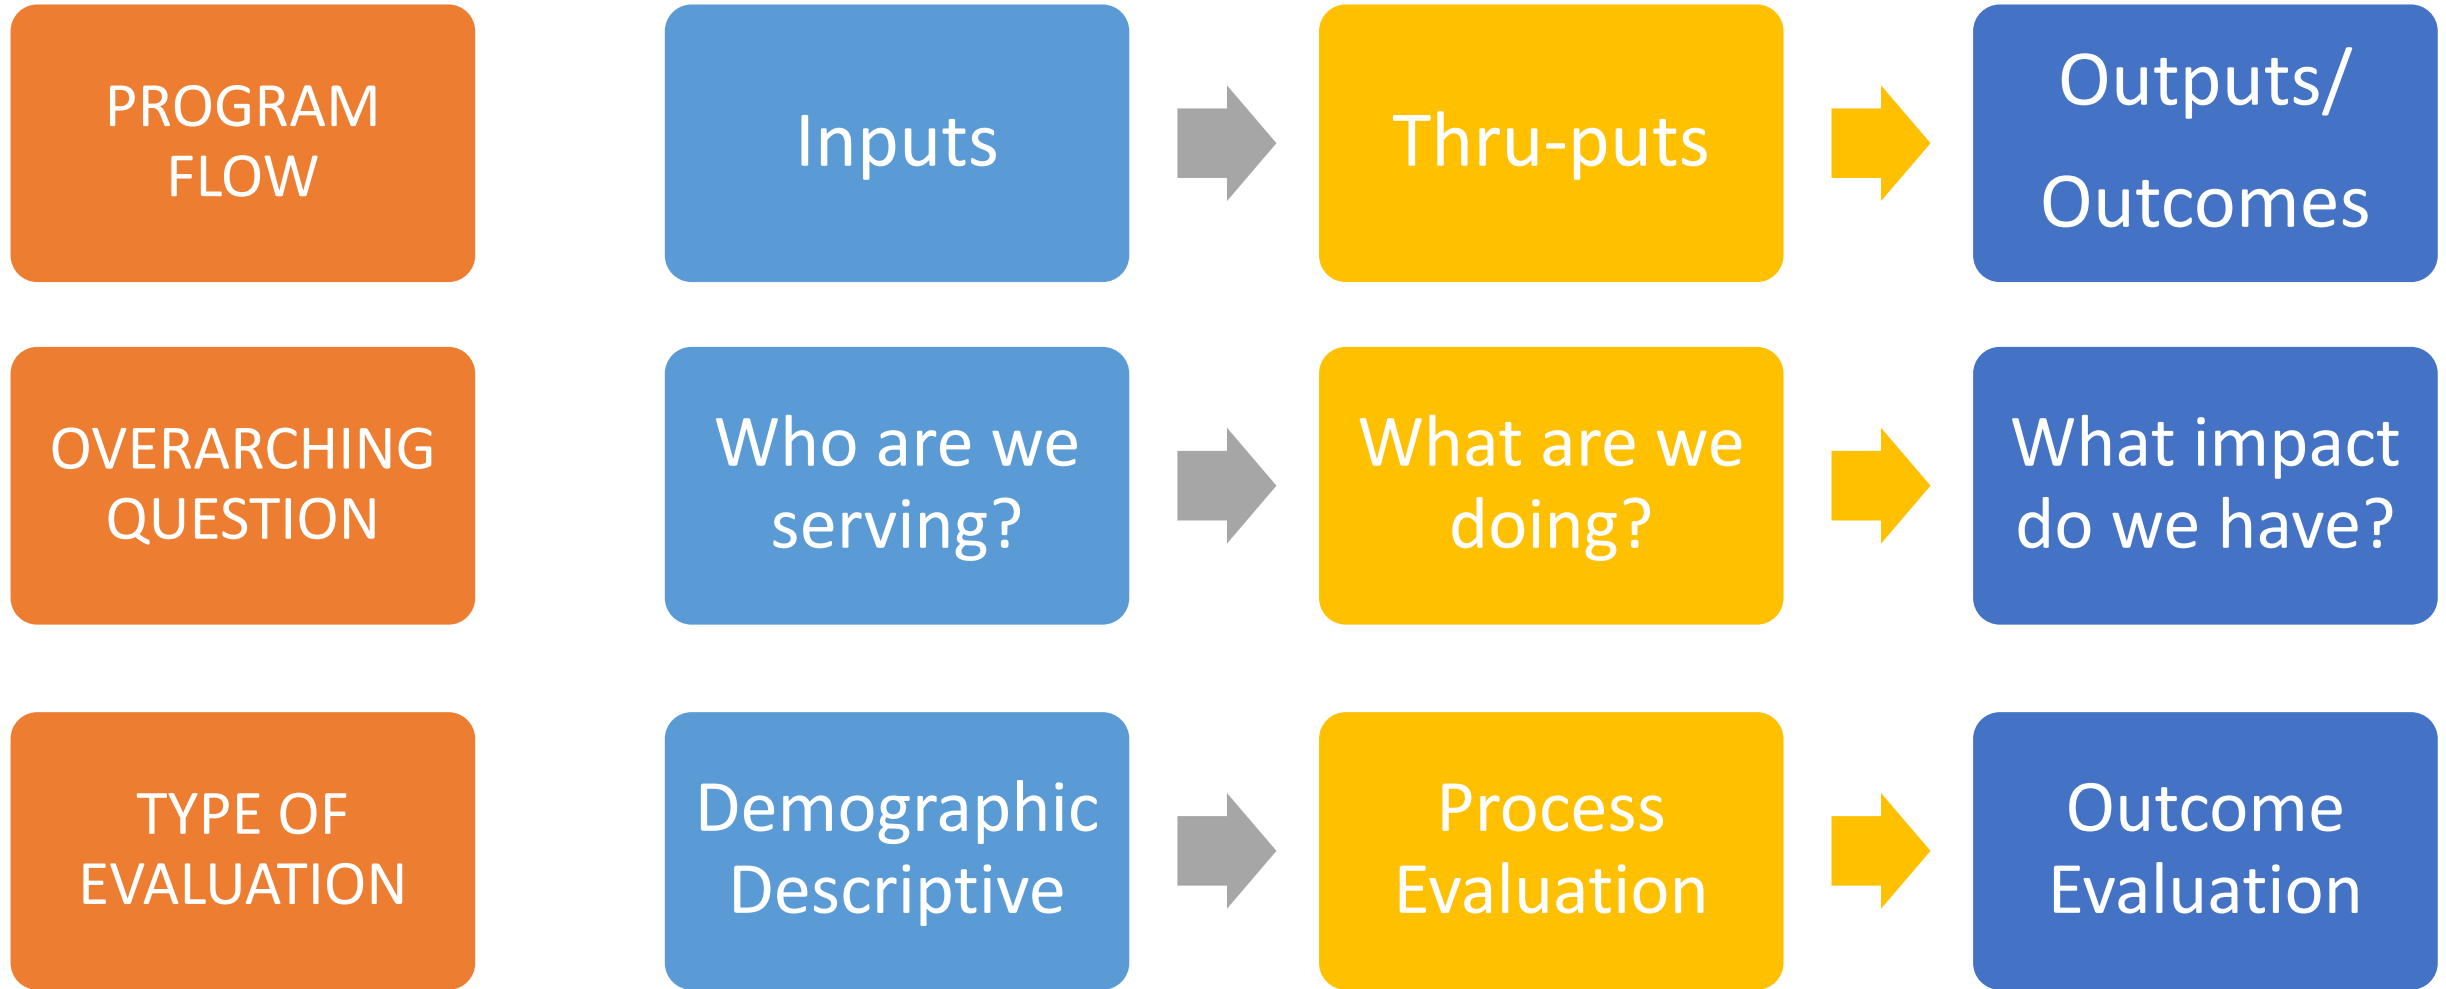 PROGRAM
FLOW
Inputs
Thru-puts
Outputs/
Outcomes
OVERARCHING
QUESTION
Who are we
serving?
What are we
doing?
What impact
do we have?
TYPE OF
EVALUATION
Demographic
Descriptive
Process
Evaluation
Outcome
Evaluation